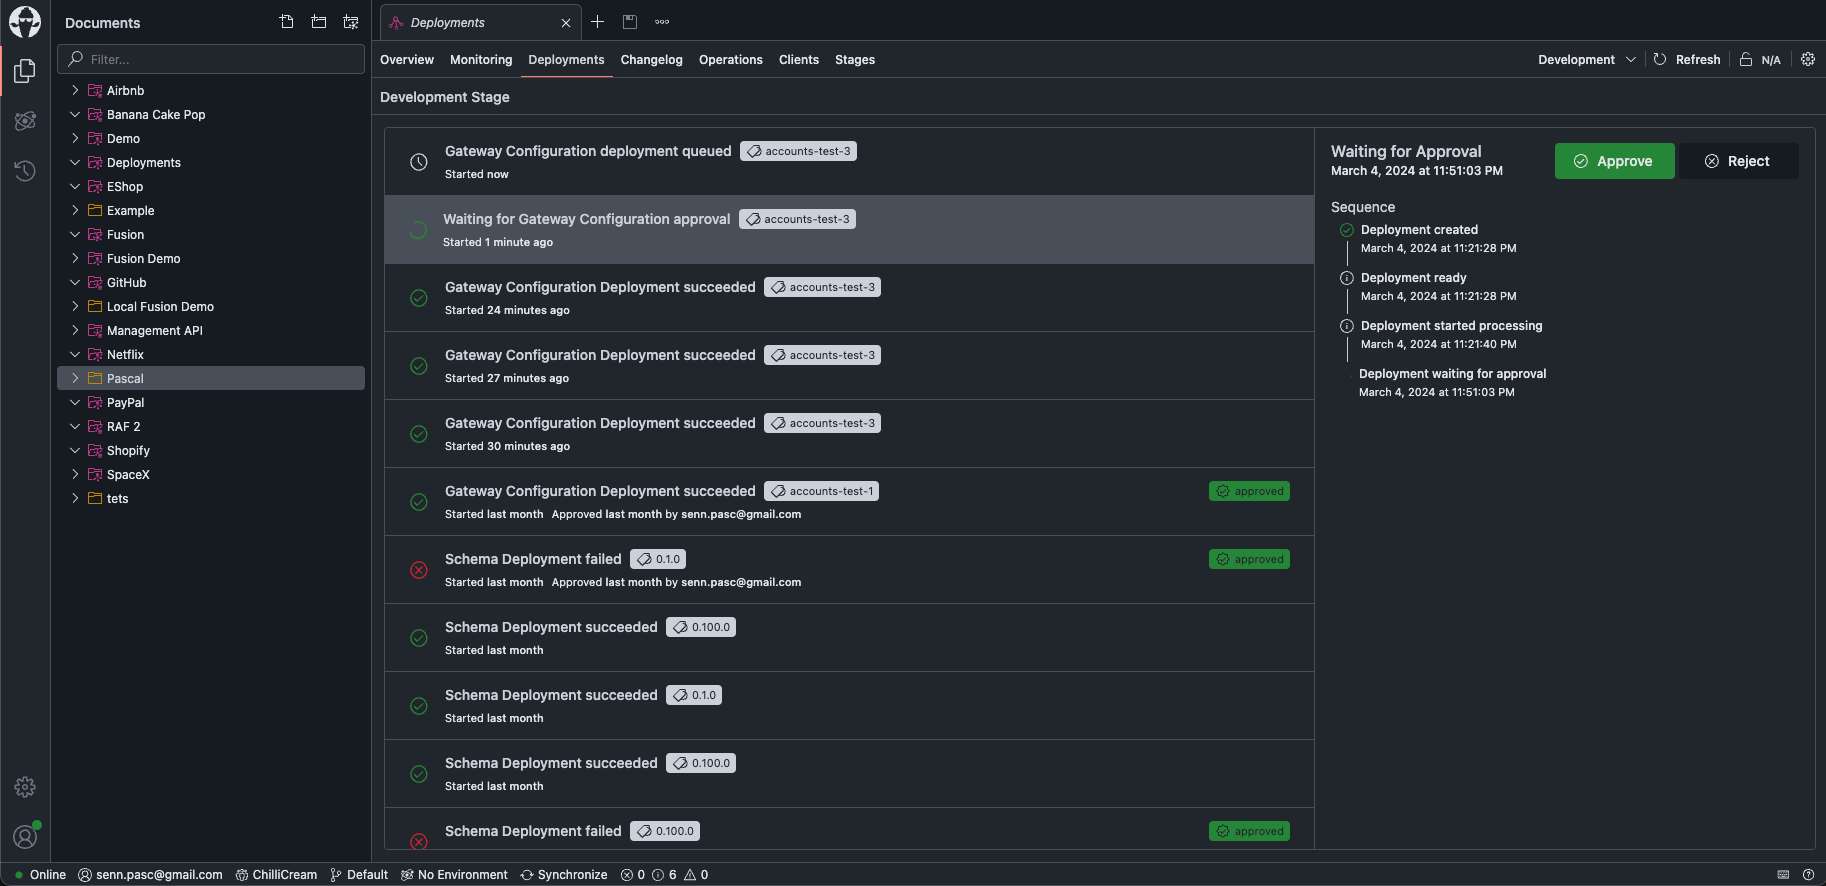 Documents
Filter...
Airbnb
Banana Cake Pop
Demo
Deployments
EShop
Example
Fusion
Fusion Demo
GitHub
Local Fusion Demo
Management API
Netflix
Pascal
PayPal
RAF 2
Shopify
SpaceX
tets
Deployments
Overview Monitoring Deployments Changelog Operations Clients Stages
Development Refresh N/A
Development Stage
Gateway Configuration deployment queued accounts-test-3
Started now
Waiting for Gateway Configuration approval accounts-test-3
Started 1 minute ago
Gateway Configuration Deployment succeeded accounts-test-3
Started 24 minutes ago
Gateway Configuration Deployment succeeded accounts-test-3
Started 27 minutes ago
Gateway Configuration Deployment succeeded accounts-test-3
Started 30 minutes ago
Gateway Configuration Deployment succeeded accounts-test-1 approved
Started last month Approved last month by senn.pasc@gmail.com
Schema Deployment failed 0.1.0 approved
Started last month Approved last month by senn.pasc@gmail.com
Schema Deployment succeeded 0.100.0
Started last month
Schema Deployment succeeded 0.1.0
Started last month
Schema Deployment succeeded 0.100.0
Started last month
Schema Deployment failed 0.100.0 approved
Waiting for Approval
March 4, 2024 at 11:51:03 PM
Approve Reject
Sequence
Deployment created
March 4, 2024 at 11:21:28 PM
Deployment ready
March 4, 2024 at 11:21:28 PM
Deployment started processing
March 4, 2024 at 11:21:40 PM
Deployment waiting for approval
March 4, 2024 at 11:51:03 PM
Online senn.pasc@gmail.com ChilliCream Default No Environment Synchronize 0 6 0